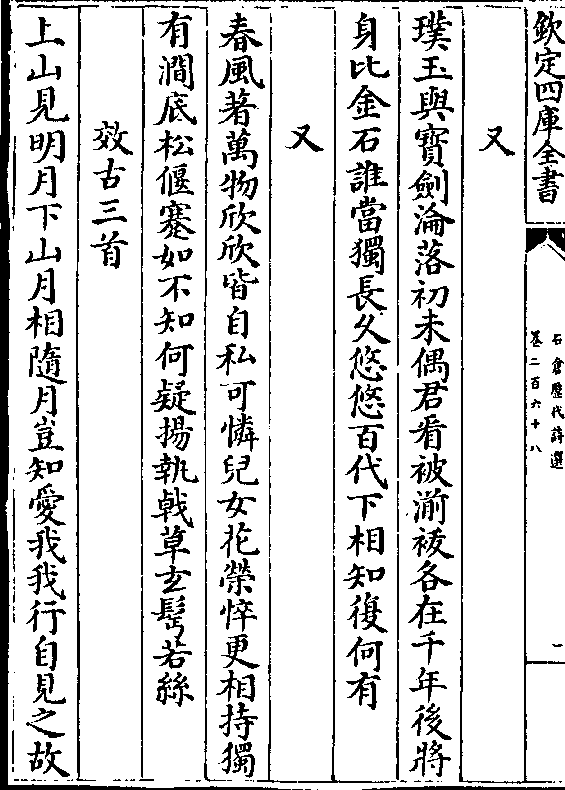 欽定四庫全書
石倉歷代詩選
卷二百六十八
一
又
璞玉與寳劍淪落初未偶君看被湔祓各在千年後將
身比金石誰當獨長久悠悠百代下相知復何有
又
春風著萬物欣欣皆自私可憐兒女花榮悴更相持獨
有澗底松偃蹇如不知何疑揚執戟草玄髩若絲
效古三首
上山見明月下山月相隨月豈知愛我我行自見之故